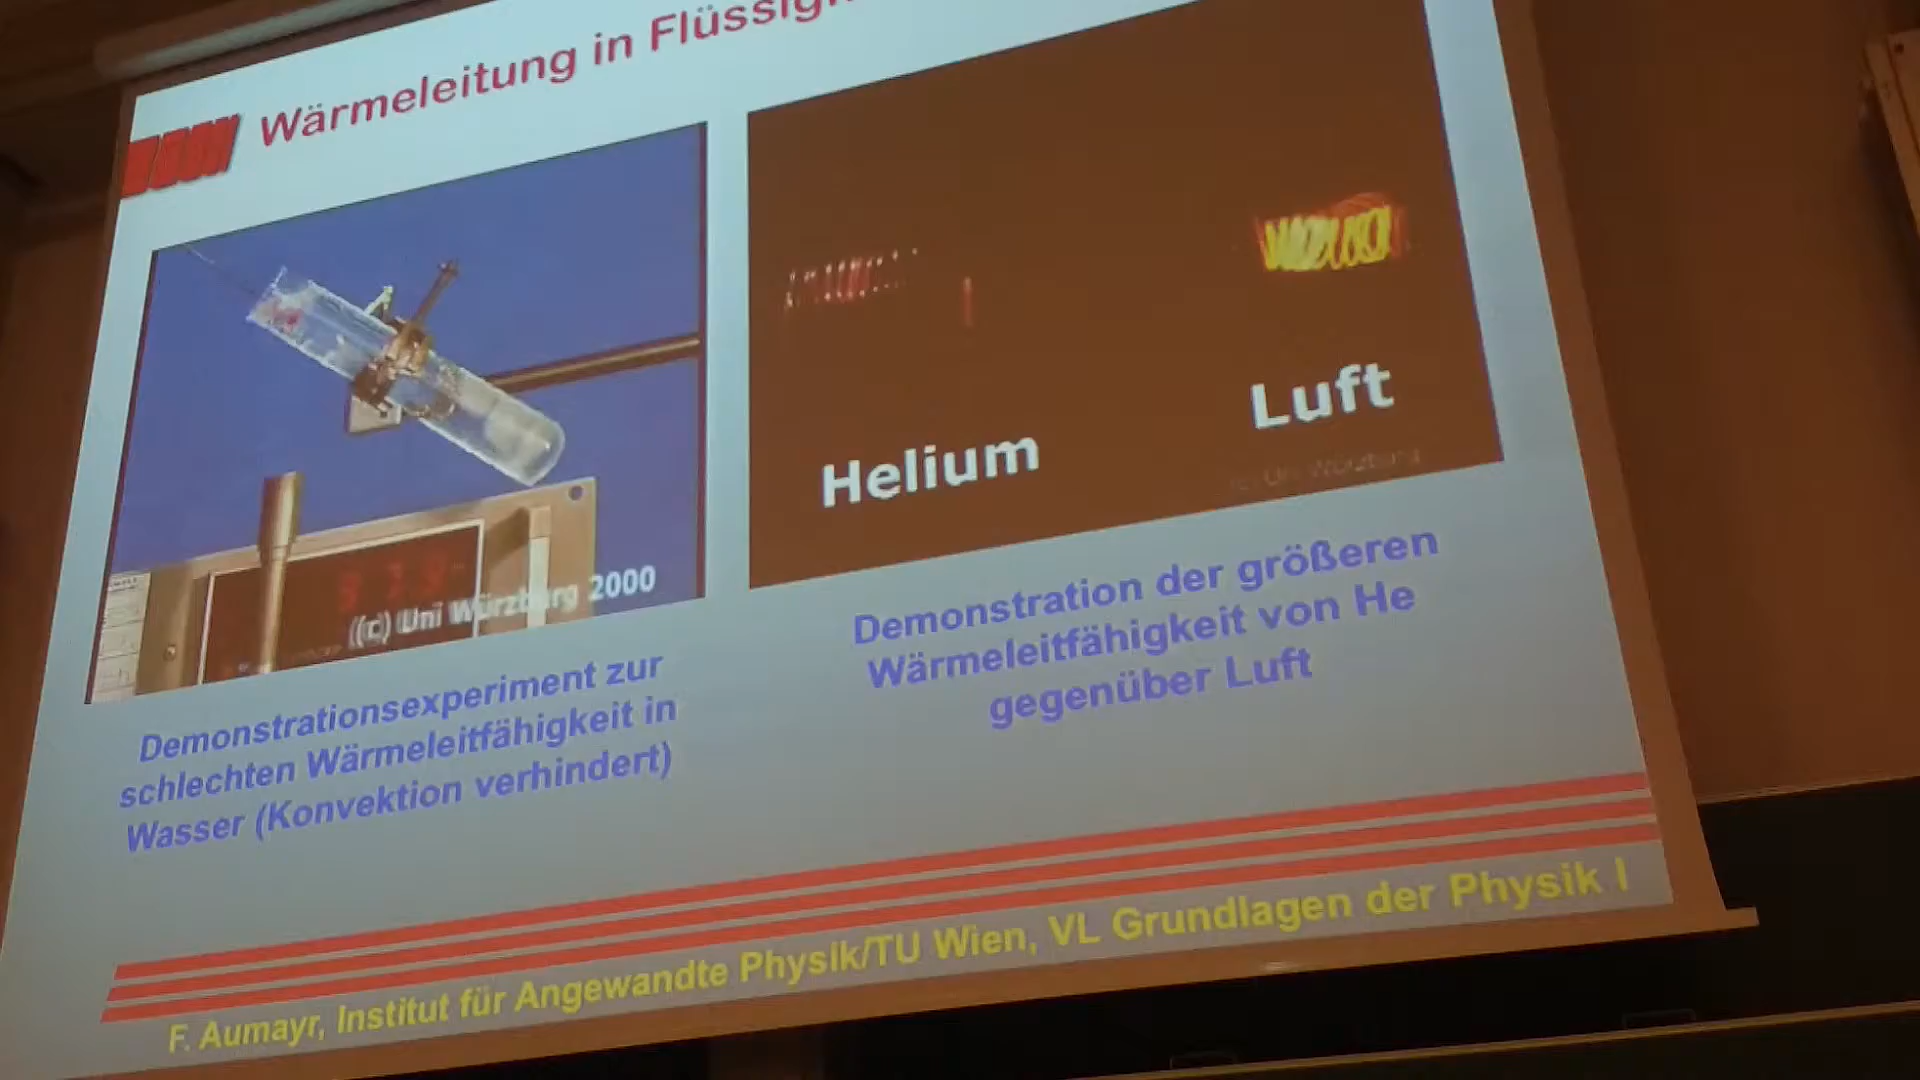 Wärmeleitung in
Helium
Luft
(c) Uni Würzburg 2000
Demonstrationsexperiment zur
schlechten Wärmeleitfähigkeit in
Wasser (Konvektion verhindert)
Demonstration der größeren
Wärmeleitfähigkeit von He
gegenüber Luft
F. Aumayr, Institut für Angewandte Physik/TU Wien, VL Grundlagen der Physik I